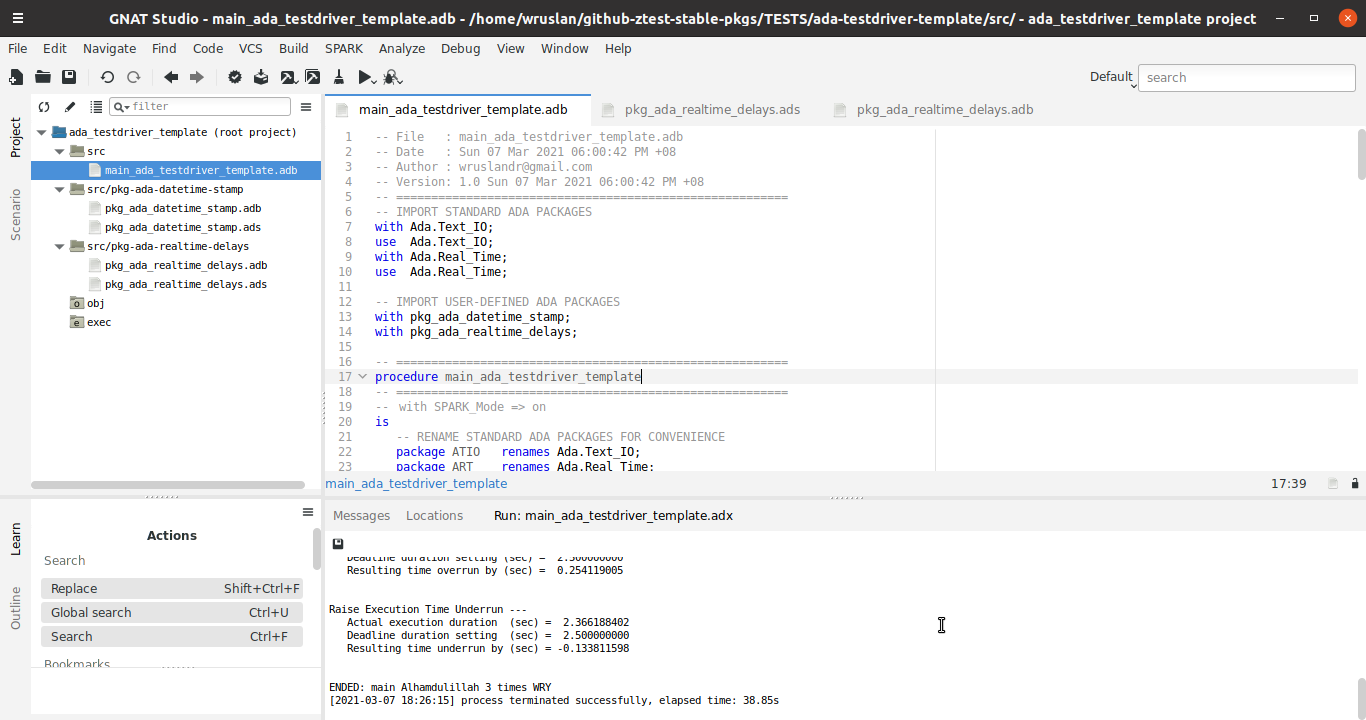 GNAT Studio - main_ada_testdriver_template.adb - /home/wruslan/github-ztest-stable-pkgs/TESTS/ada-testdriver-template/src/ - ada_testdriver_template project
File Edit Navigate Find Code VCS Build SPARK Analyze Debug View Window Help
Default search
Project
Scenario
filter
ada_testdriver_template (root project)
src
main_ada_testdriver_template.adb
src/pkg-ada-datetime-stamp
pkg_ada_datetime_stamp.adb
pkg_ada_datetime_stamp.ads
src/pkg-ada-realtime-delays
pkg_ada_realtime_delays.adb
pkg_ada_realtime_delays.ads
obj
exec
main_ada_testdriver_template.adb pkg_ada_realtime_delays.ads pkg_ada_realtime_delays.adb
1 -- File   : main_ada_testdriver_template.adb
2 -- Date   : Sun 07 Mar 2021 06:00:42 PM +08
3 -- Author : wruslandr@gmail.com
4 -- Version: 1.0 Sun 07 Mar 2021 06:00:42 PM +08
5 -- ========================================================
6 -- IMPORT STANDARD ADA PACKAGES
7 with Ada.Text_IO;
8 use  Ada.Text_IO;
9 with Ada.Real_Time;
10 use  Ada.Real_Time;
11
12 -- IMPORT USER-DEFINED ADA PACKAGES
13 with pkg_ada_datetime_stamp;
14 with pkg_ada_realtime_delays;
15
16 -- ========================================================
17 procedure main_ada_testdriver_template
18 -- ========================================================
19 --  with SPARK_Mode => on
20 is
21    -- RENAME STANDARD ADA PACKAGES FOR CONVENIENCE
22    package ATIO   renames Ada.Text_IO;
23    package ART    renames Ada.Real_Time;
main_ada_testdriver_template 17:39
Learn
Outline
Actions
Search
Replace Shift+Ctrl+F
Global search Ctrl+U
Search Ctrl+F
Bookmarks
Messages Locations Run: main_ada_testdriver_template.adx
Deadline duration setting (sec) =  2.500000000
Resulting time overrun by (sec) =  0.254119005
Raise Execution Time Underrun ---
Actual execution duration  (sec) =  2.366188402
Deadline duration setting  (sec) =  2.500000000
Resulting time underrun by (sec) = -0.133811598
ENDED: main Alhamdulillah 3 times WRY
[2021-03-07 18:26:15] process terminated successfully, elapsed time: 38.85s